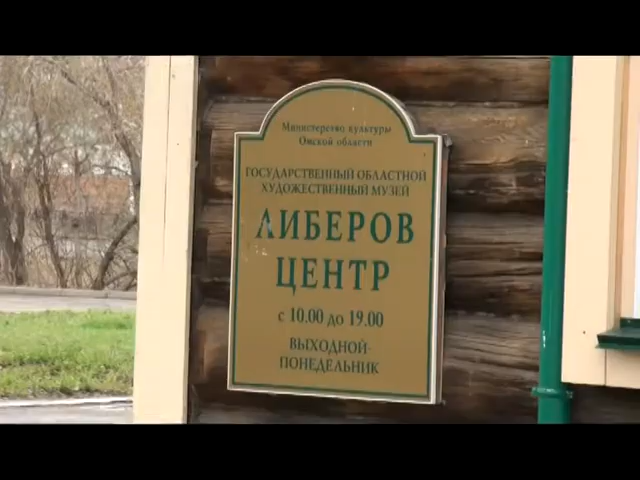 Министерство культуры
Омской области
ГОСУДАРСТВЕННЫЙ ОБЛАСТНОЙ
ХУДОЖЕСТВЕННЫЙ МУЗЕЙ
ЛИБЕРОВ
ЦЕНТР
с 10.00 до 19.00
ВЫХОДНОЙ-
ПОНЕДЕЛЬНИК